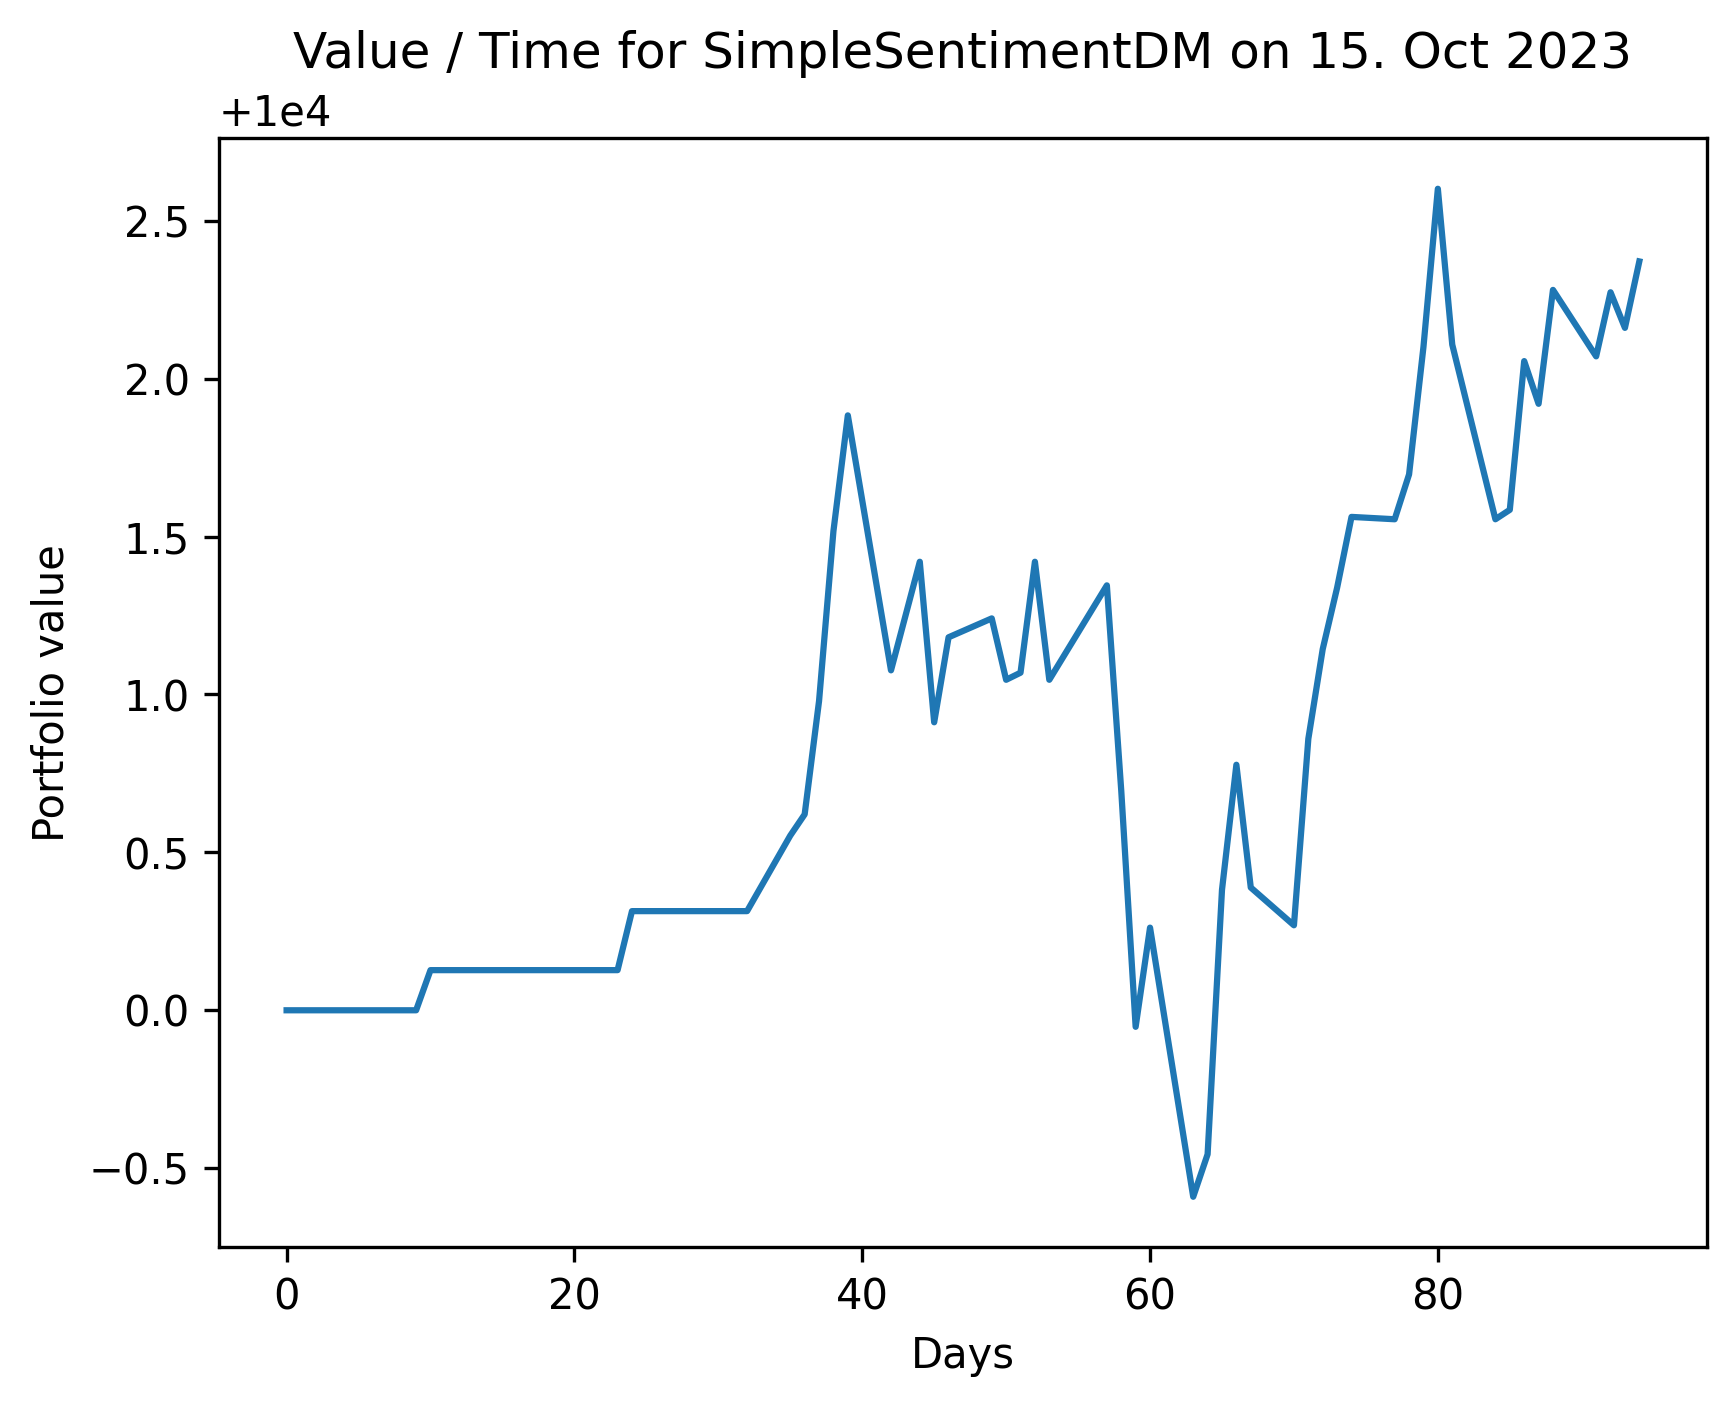 Value / Time for SimpleSentimentDM on 15. Oct 2023
+1e4
2.5
2.0
1.5
1.0
0.5
0.0
−0.5
Portfolio value
0 20 40 60 80
Days